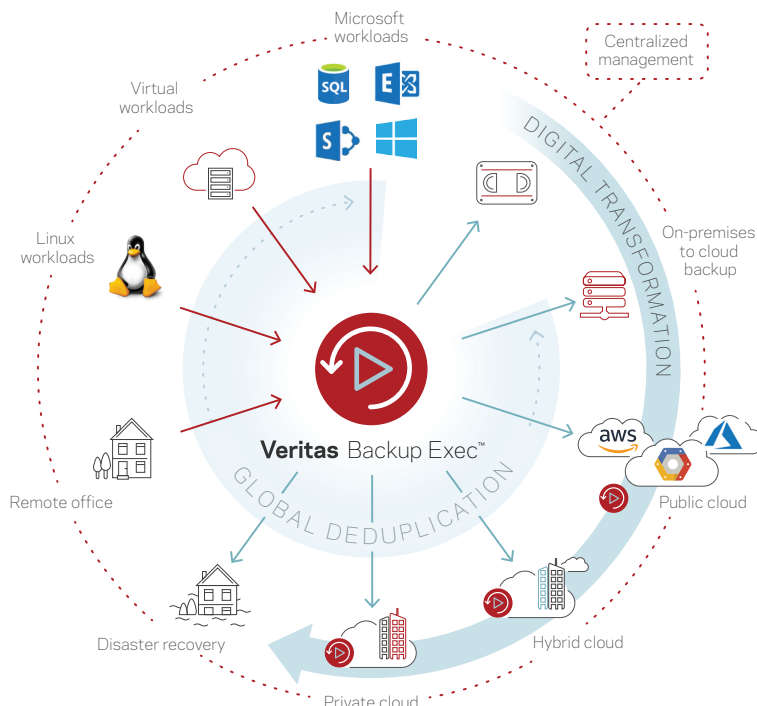 Microsoft
workloads
Centralized
management
SQL
E
S
Virtual
workloads
DIGITAL TRANSFORMATION
Linux
workloads
On-premises
to cloud
backup
aws
Veritas Backup Exec™
GLOBAL DEDUPLICATION
Remote office
Public cloud
Disaster recovery
Hybrid cloud
Private cloud